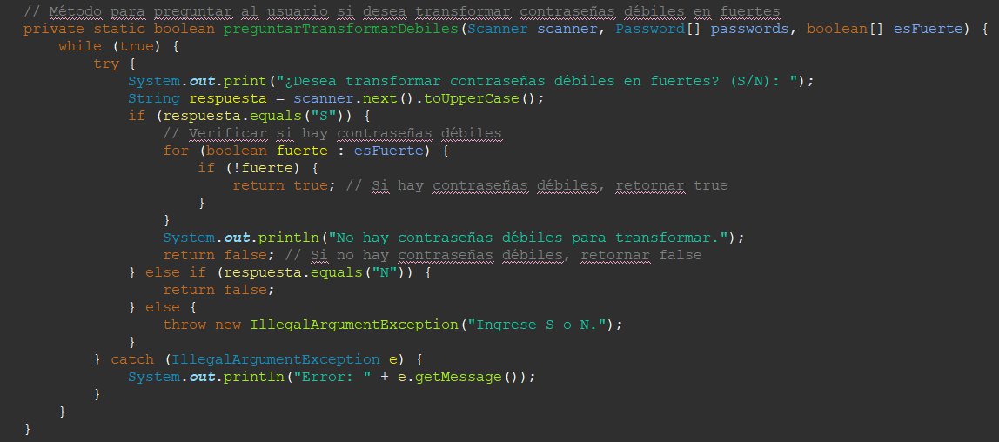 // Método para preguntar al usuario si desea transformar contraseñas débiles en fuertes
private static boolean preguntarTransformarDebiles(Scanner scanner, Password[] passwords, boolean[] esFuerte) {
    while (true) {
        try {
            System.out.print("¿Desea transformar contraseñas débiles en fuertes? (S/N): ");
            String respuesta = scanner.next().toUpperCase();
            if (respuesta.equals("S")) {
                // Verificar si hay contraseñas débiles
                for (boolean fuerte : esFuerte) {
                    if (!fuerte) {
                        return true; // Si hay contraseñas débiles, retornar true
                    }
                }
                System.out.println("No hay contraseñas débiles para transformar.");
                return false; // Si no hay contraseñas débiles, retornar false
            } else if (respuesta.equals("N")) {
                return false;
            } else {
                throw new IllegalArgumentException("Ingrese S o N.");
            }
        } catch (IllegalArgumentException e) {
            System.out.println("Error: " + e.getMessage());
        }
    }
}